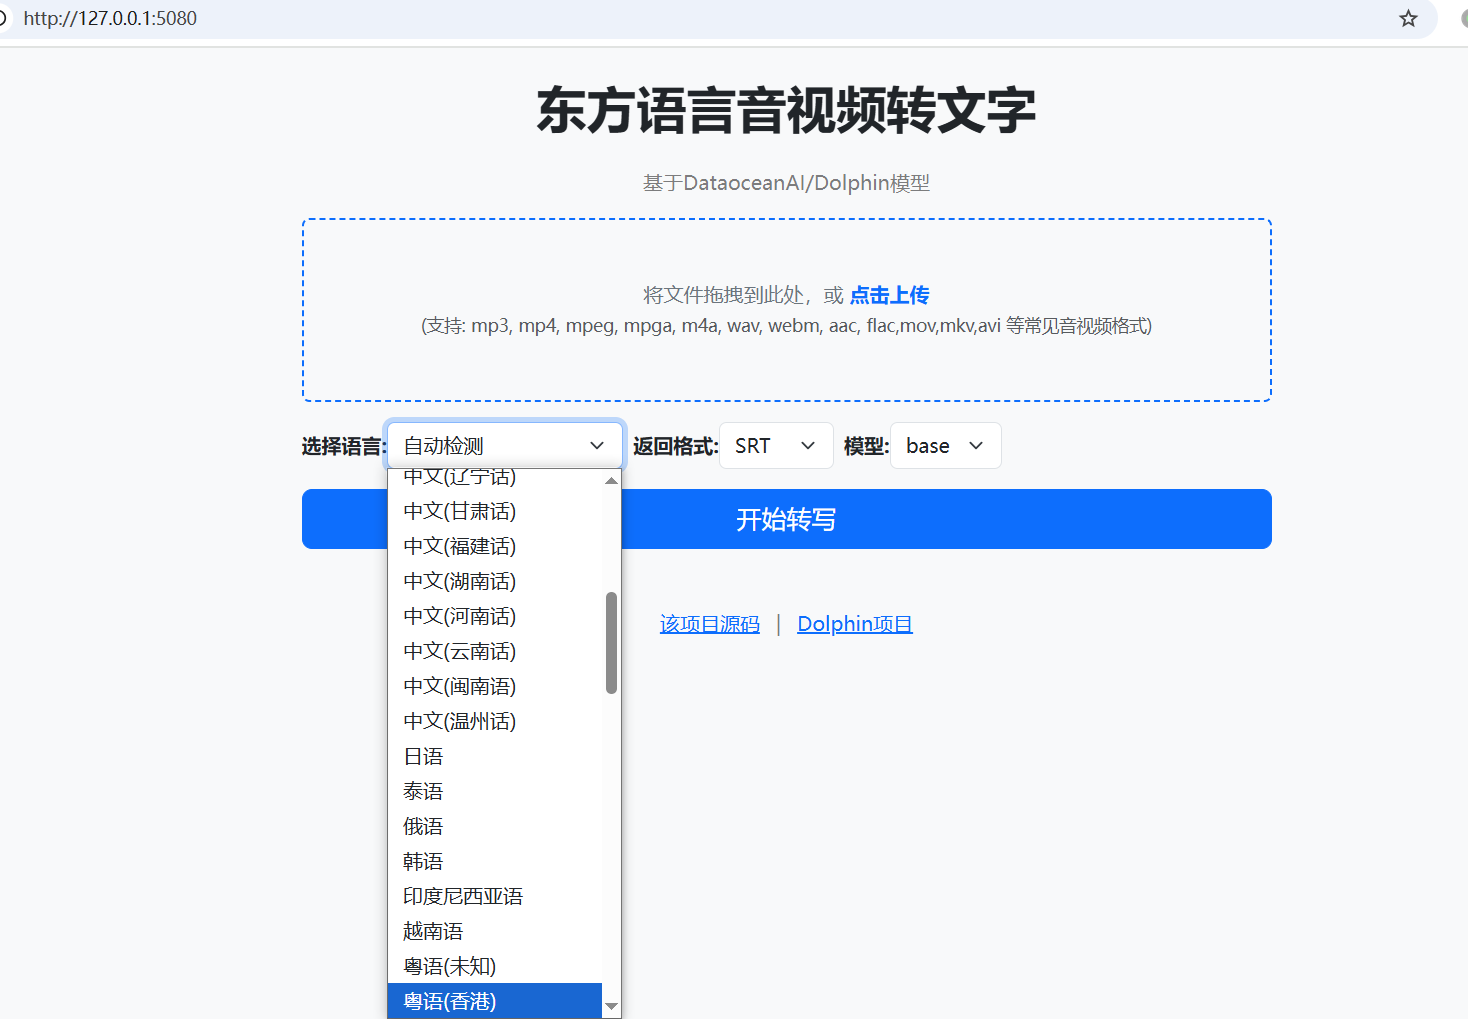 http://127.0.0.1:5080
东方语言音视频转文字
基于DataoceanAI/Dolphin模型
将文件拖拽到此处，或 点击上传
(支持: mp3, mp4, mpeg, mpga, m4a, wav, webm, aac, flac,mov,mkv,avi 等常见音视频格式)
选择语言: 自动检测 返回格式: SRT 模型: base
中文(辽宁话)
中文(甘肃话)
开始转写
中文(福建话)
中文(湖南话)
中文(河南话)
该项目源码 | Dolphin项目
中文(云南话)
中文(闽南语)
中文(温州话)
日语
泰语
俄语
韩语
印度尼西亚语
越南语
粤语(未知)
粤语(香港)